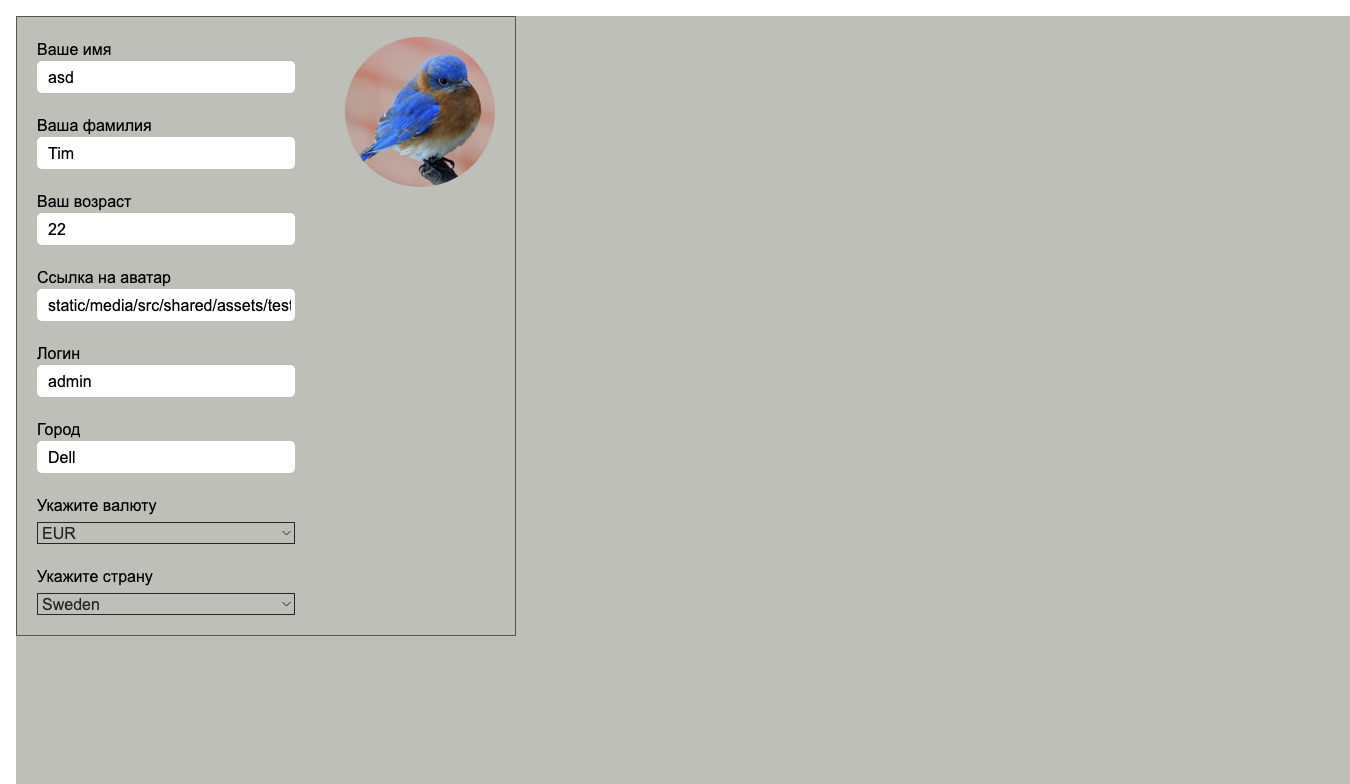 Ваше имя
asd
Ваша фамилия
Tim
Ваш возраст
22
Ссылка на аватар
static/media/src/shared/assets/test
Логин
admin
Город
Dell
Укажите валюту
EUR
Укажите страну
Sweden